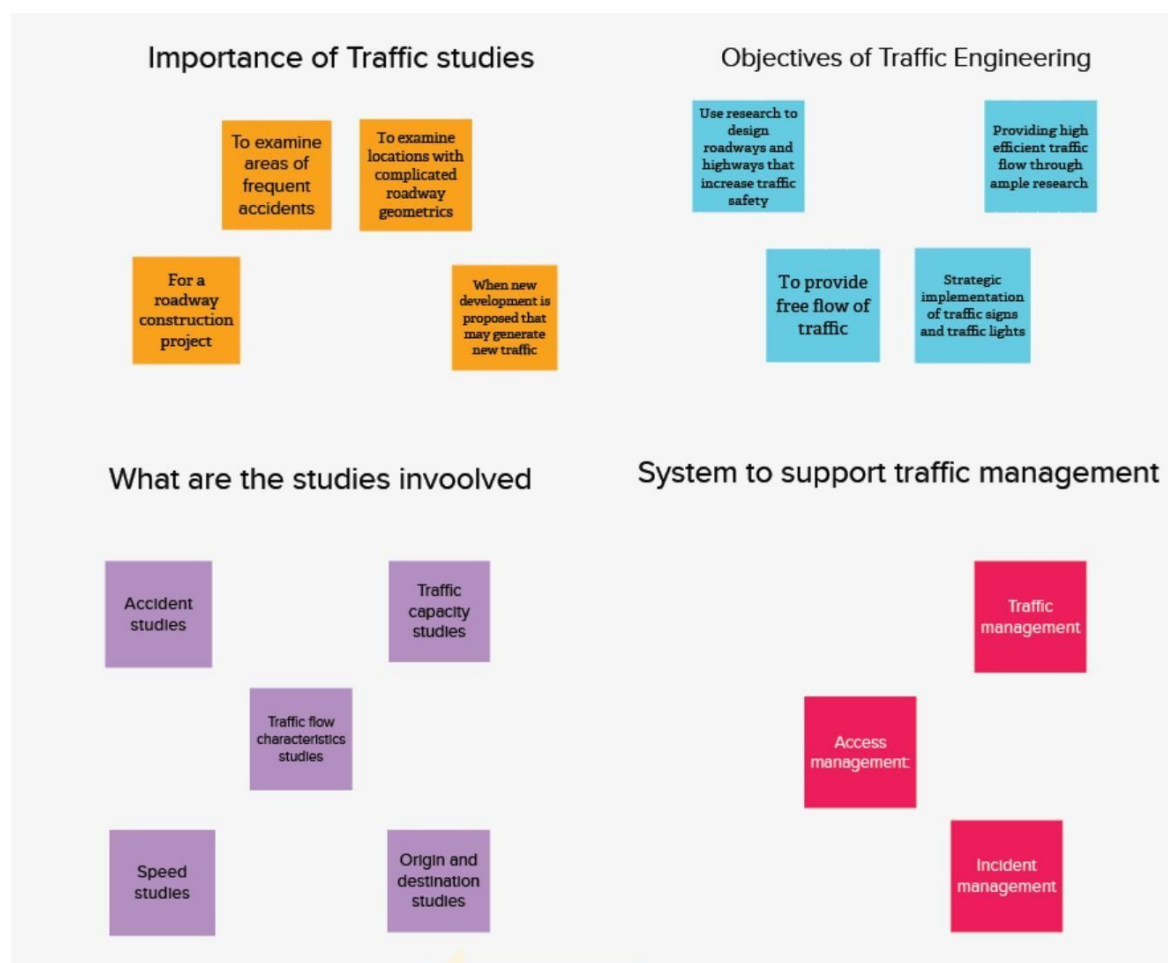 Importance of Traffic studies
To examine
areas of
frequent
accidents
To examine
locations with
complicated
roadway
geometrics
For a
roadway
construction
project
When new
development is
proposed that
may generate
new traffic
Objectives of Traffic Engineering
Use research to
design
roadways and
highways that
increase traffic
safety
Providing high
efficient traffic
flow through
ample research
To provide
free flow of
traffic
Strategic
implementation
of traffic signs
and traffic lights
What are the studies invoolved
Accident
studies
Traffic
capacity
studies
Traffic flow
characteristics
studies
Speed
studies
Origin and
destination
studies
System to support traffic management
Traffic
management
Access
management:
Incident
management